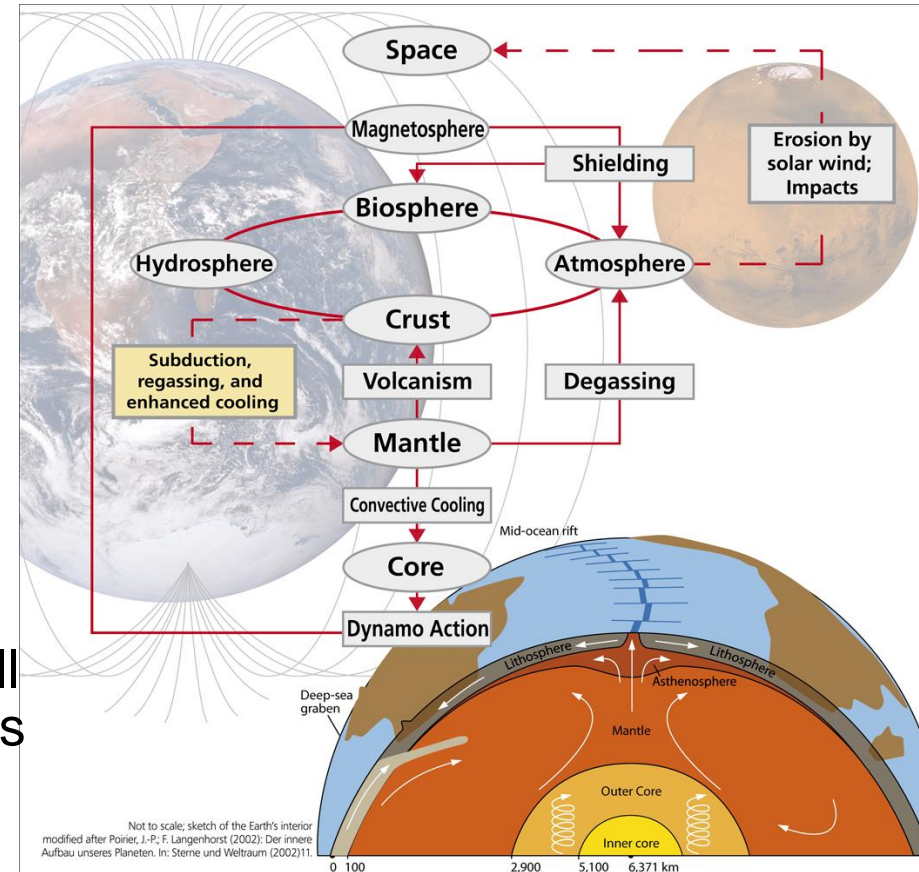 Space
Magnetosphere
Erosion by
solar wind;
Impacts
Shielding
Biosphere
Hydrosphere
Atmosphere
Crust
Subduction,
regassing, and
enhanced cooling
Volcanism
Degassing
Mantle
Convective Cooling
Core
Dynamo Action
ll
s
Mid-ocean rift
Lithosphere
Lithosphere
Asthenosphere
Deep-sea
graben
Mantle
Outer Core
Inner core
Not to scale; sketch of the Earth's interior
modified after Poirier, J.-P.; F. Langenhorst (2002): Der innere
Aufbau unseres Planeten. In: Sterne und Weltraum (2002)11.
0 100 2.900 5.100 6.371 km